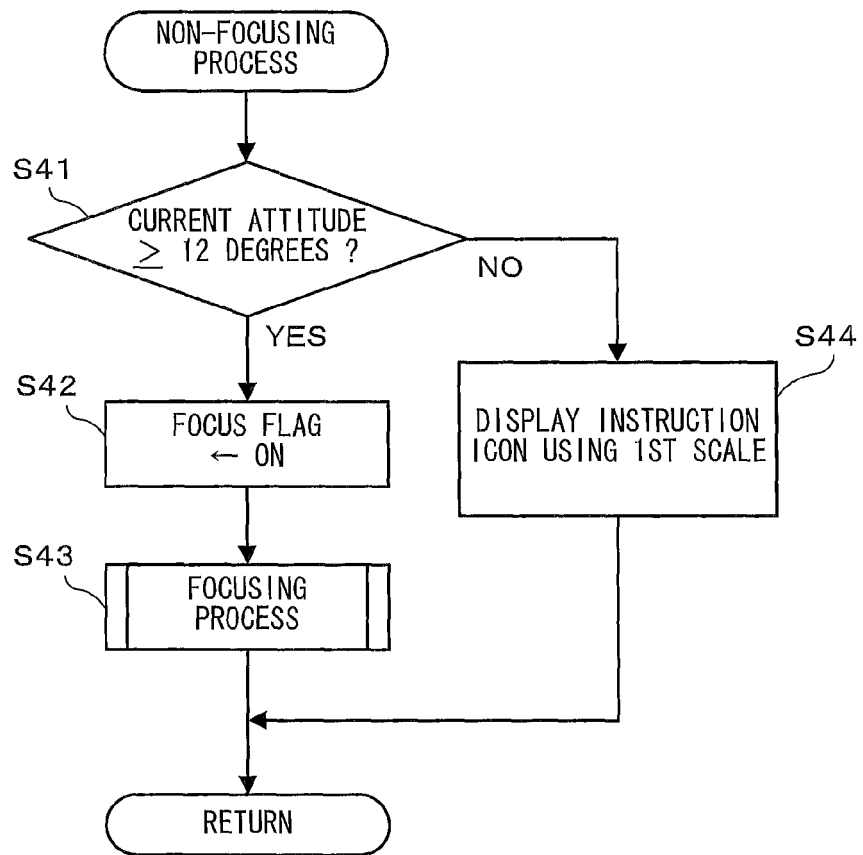 NON-FOCUSING
PROCESS
S41
CURRENT ATTITUDE
≥ 12 DEGREES ?
NO
YES
S42
FOCUS FLAG
← ON
S44
DISPLAY INSTRUCTION
ICON USING 1ST SCALE
S43
FOCUSING
PROCESS
RETURN